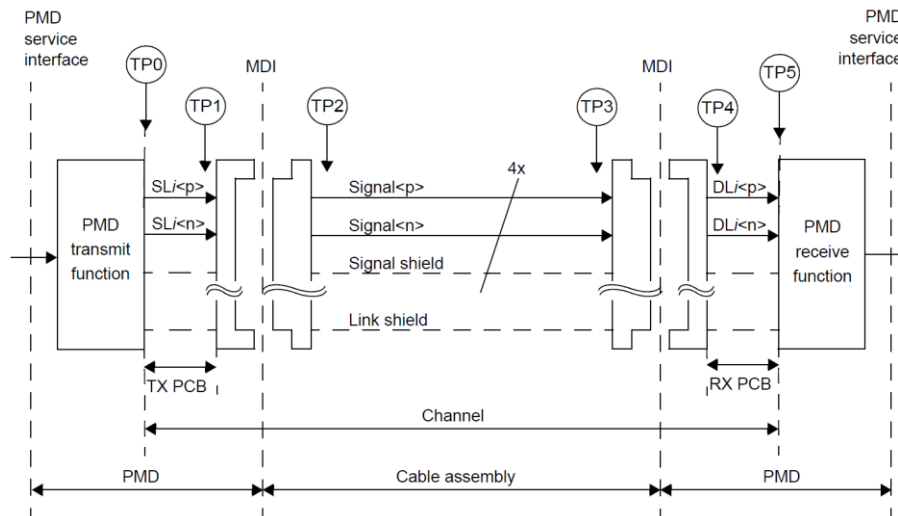 PMD
service
interface
PMD
service
interface
TP0
MDI
MDI
TP5
TP1
TP2
TP3
TP4
4x
SLi<p>
Signal<p>
DLi<p>
SLi<n>
Signal<n>
DLi<n>
PMD
transmit
function
PMD
receive
function
Signal shield
Link shield
TX PCB
RX PCB
Channel
PMD
Cable assembly
PMD